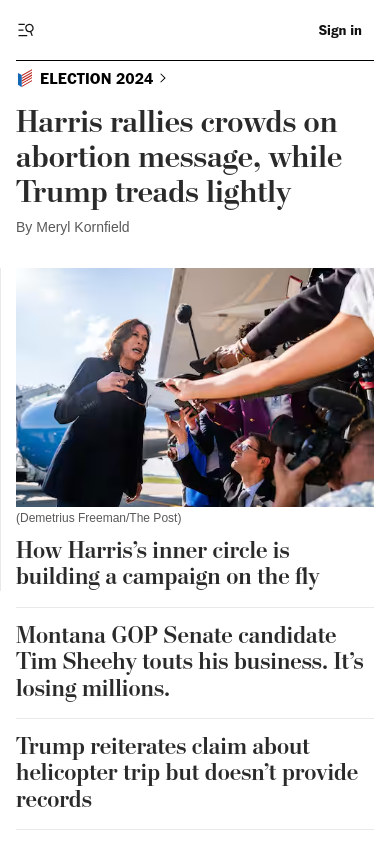 Sign in
ELECTION 2024
Harris rallies crowds on
abortion message, while
Trump treads lightly
By Meryl Kornfield
(Demetrius Freeman/The Post)
How Harris’s inner circle is
building a campaign on the fly
Montana GOP Senate candidate
Tim Sheehy touts his business. It’s
losing millions.
Trump reiterates claim about
helicopter trip but doesn’t provide
records